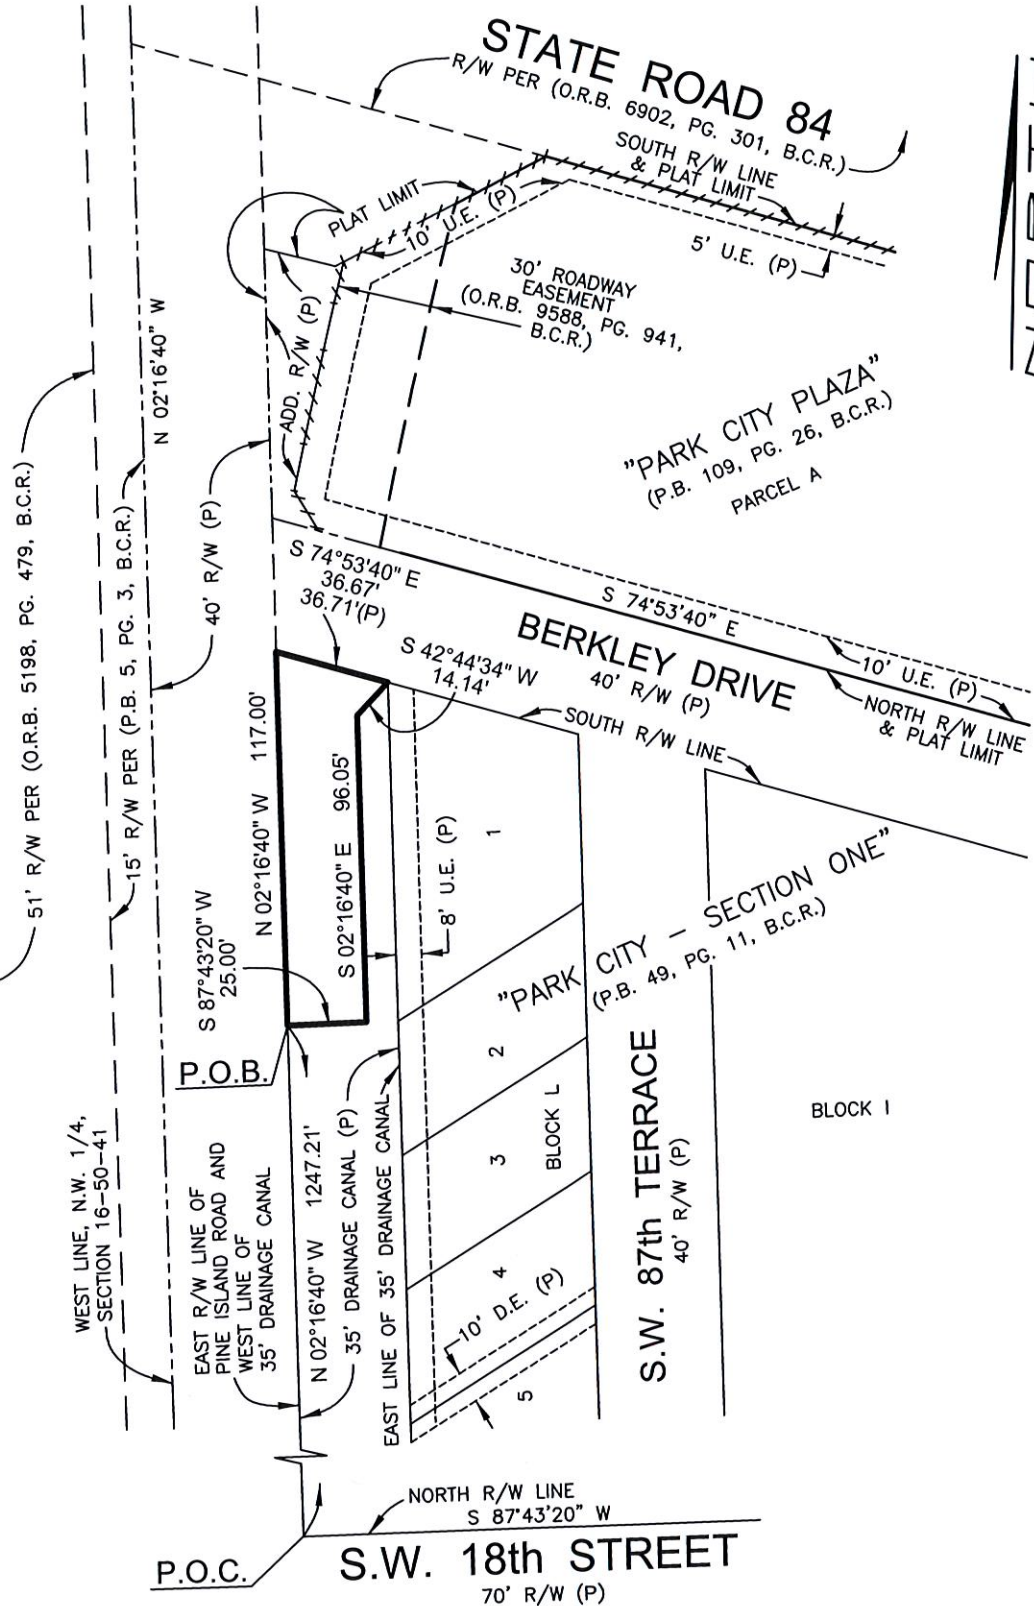 STATE ROAD 84
R/W PER (O.R.B. 6902, PG. 301, B.C.R.)
SOUTH R/W LINE
& PLAT LIMIT
PLAT LIMIT
10' U.E. (P)
5' U.E. (P)
30' ROADWAY
EASEMENT
(O.R.B. 9588, PG. 941,
B.C.R.)
ADD. R/W (P)
N 02°16'40" W
"PARK CITY PLAZA"
(P.B. 109, PG. 26, B.C.R.)
PARCEL A
51' R/W PER (O.R.B. 5198, PG. 479, B.C.R.)
15' R/W PER (P.B. 5, PG. 3, B.C.R.)
40' R/W (P)
S 74°53'40" E
36.67'
36.71'(P)
S 74°53'40" E
BERKLEY DRIVE
40' R/W (P)
10' U.E. (P)
NORTH R/W LINE
& PLAT LIMIT
S 42°44'34" W
14.14'
SOUTH R/W LINE
N 02°16'40" W 117.00'
S 02°16'40" E 96.05'
8' U.E. (P)
1
S 87°43'20" W
25.00'
"PARK CITY – SECTION ONE"
(P.B. 49, PG. 11, B.C.R.)
P.O.B.
2
3
BLOCK L
4
5
10' D.E. (P)
S.W. 87th TERRACE
40' R/W (P)
BLOCK I
WEST LINE, N.W. 1/4,
SECTION 16-50-41
EAST R/W LINE OF
PINE ISLAND ROAD AND
WEST LINE OF
35' DRAINAGE CANAL
N 02°16'40" W 1247.21'
35' DRAINAGE CANAL (P)
EAST LINE OF 35' DRAINAGE CANAL
NORTH R/W LINE
S 87°43'20" W
P.O.C.
S.W. 18th STREET
70' R/W (P)